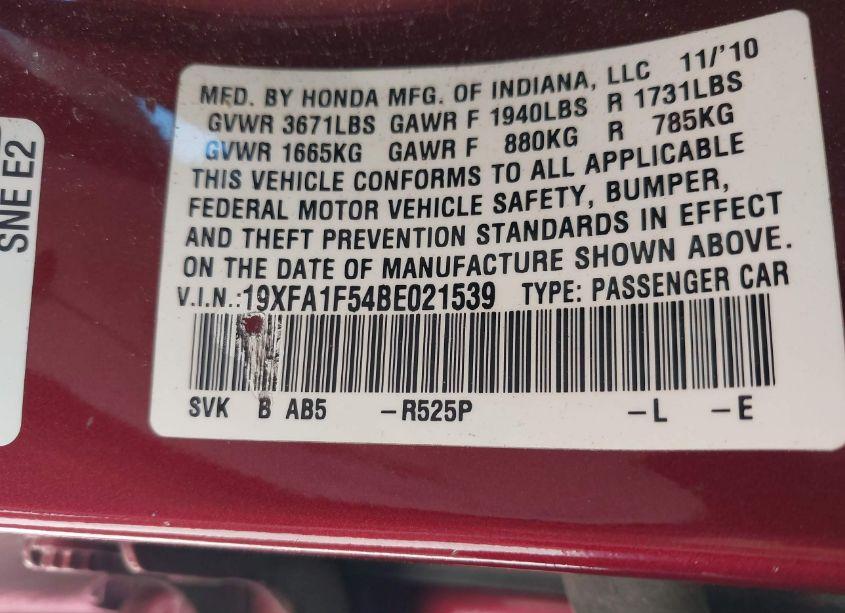 MFD. BY HONDA MFG. OF INDIANA, LLC 11/'10
GVWR 3671LBS GAWR F 1940LBS R 1731LBS
GVWR 1665KG GAWR F 880KG R 785KG
THIS VEHICLE CONFORMS TO ALL APPLICABLE
FEDERAL MOTOR VEHICLE SAFETY, BUMPER,
AND THEFT PREVENTION STANDARDS IN EFFECT
ON THE DATE OF MANUFACTURE SHOWN ABOVE.
V.I.N.:19XFA1F54BE021539 TYPE: PASSENGER CAR
SVK B AB5 -R525P -L -E
SNE E2